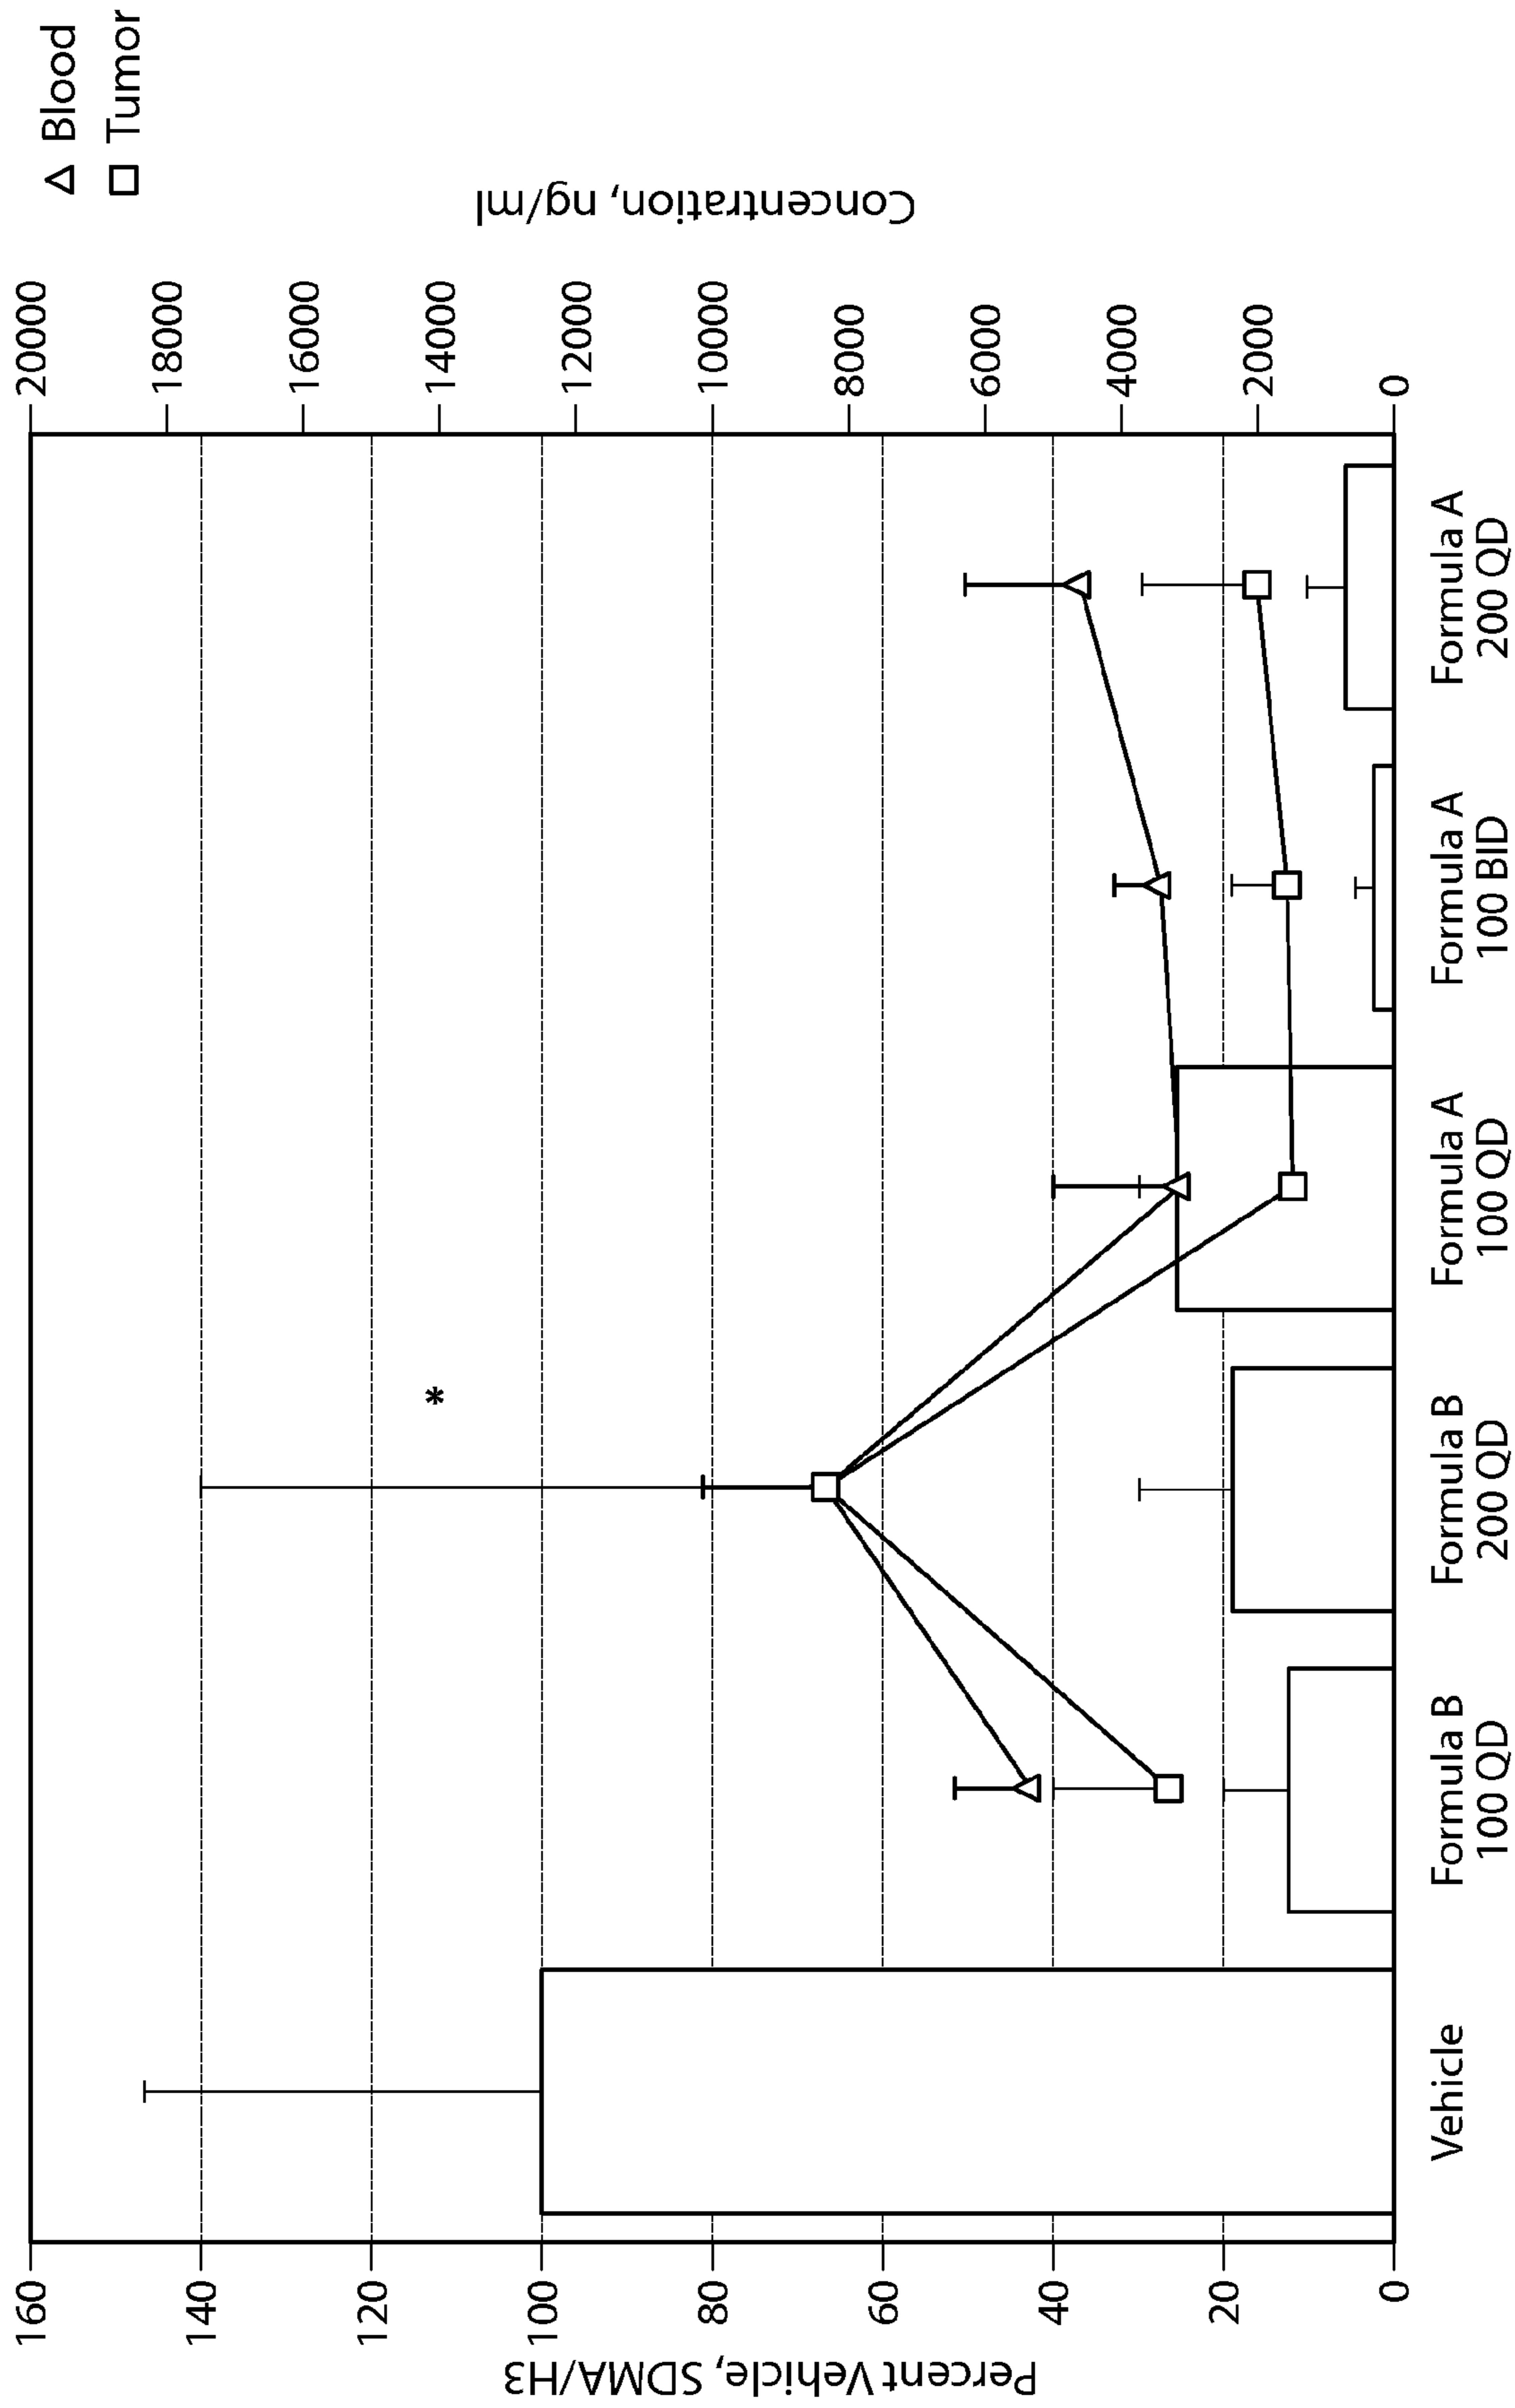 △ Blood
□ Tumor
Percent Vehicle, SDMA/H3
160
140
120
100
80
60
40
20
0
*
20000
18000
16000
14000
12000
10000
8000
6000
4000
2000
0
Concentration, ng/ml
Vehicle
Formula B
100 QD
Formula B
200 QD
Formula A
100 QD
Formula A
100 BID
Formula A
200 QD